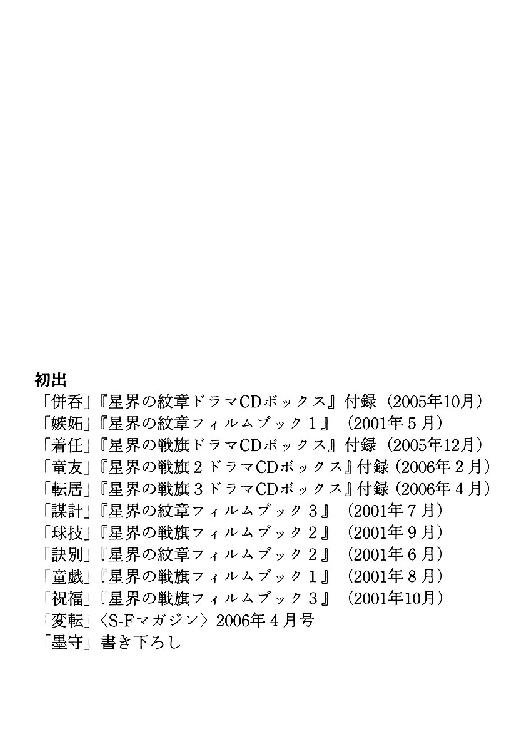 初出
「併呑」『星界の紋章ドラマCDボックス』付録（2005年10月）
「嫉妬」『星界の紋章フィルムブック１』（2001年５月）
「着任」『星界の戦旗ドラマCDボックス』付録（2005年12月）
「童友」『星界の戦旗２ドラマCDボックス』付録（2006年２月）
「転居」『星界の戦旗３ドラマCDボックス』付録（2006年４月）
「謀計」『星界の紋章フィルムブック３』（2001年７月）
「球技」『星界の戦旗フィルムブック２』（2001年９月）
「訣別」『星界の紋章フィルムブック２』（2001年６月）
「童戯」『星界の戦旗フィルムブック１』（2001年８月）
「祝福」『星界の戦旗フィルムブック３』（2001年10月）
「変転」〈S-Fマガジン〉2006年４月号
「墨守」書き下ろし